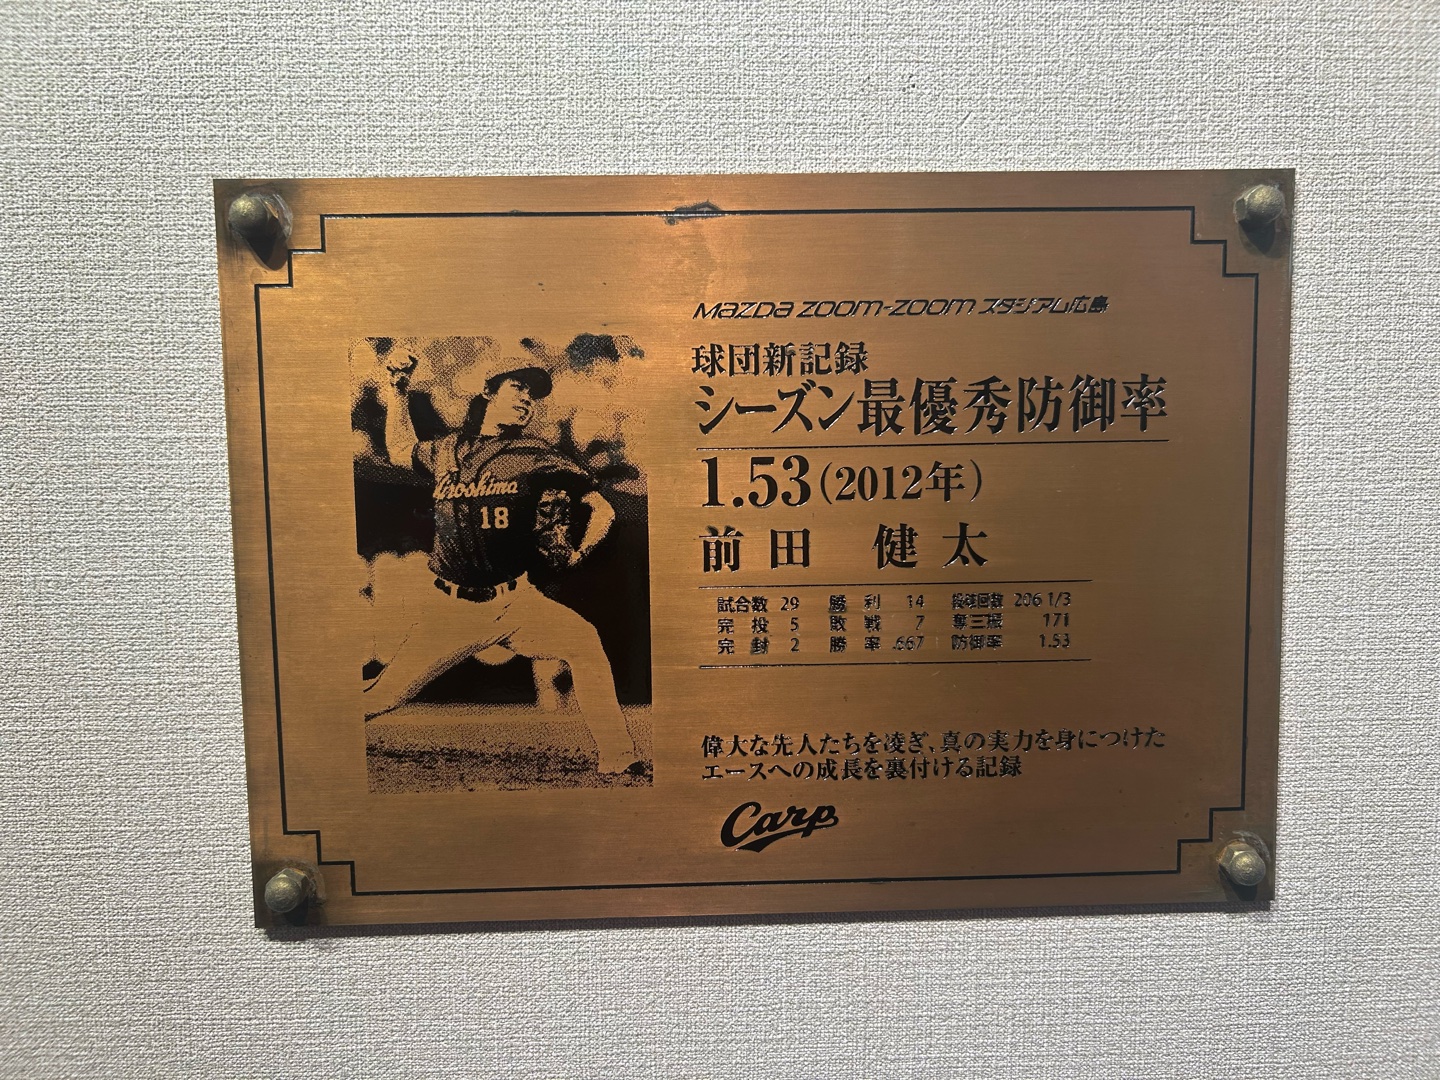 MAZDA ZOOM-ZOOM スタジアム広島
球団新記録
シーズン最優秀防御率
1.53(2012年)
前田 健太
試合数 29 勝利 14 投球回数 206 1/3
完投 5 敗戦 7 奪三振 171
完封 2 勝率 .667 防御率 1.53
偉大な先人たちを凌ぎ、真の実力を身につけた
エースへの成長を裏付ける記録
Carp
Hiroshima
18